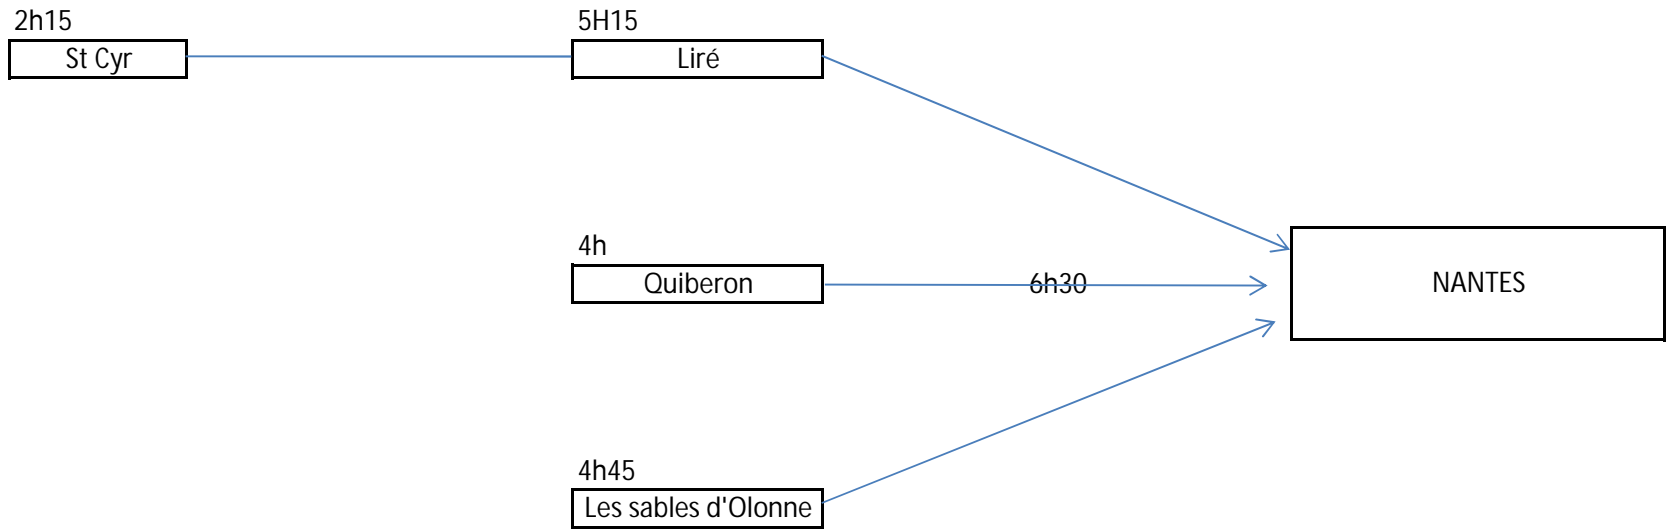 2h15
5H15
St Cyr
Liré
4h
Quiberon
6h30
NANTES
4h45
Les sables d'Olonne